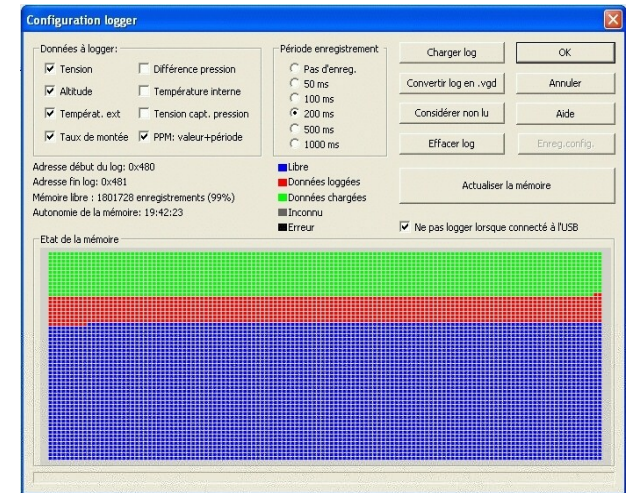 Configuration logger
Données à logger:
Tension
Différence pression
Altitude
Température interne
Températ. ext
Tension capt. pression
Taux de montée
PPM: valeur+période
Période enregistrement
Pas d'enreg.
50 ms
100 ms
200 ms
500 ms
1000 ms
Charger log
OK
Convertir log en .vgd
Annuler
Considérer non lu
Aide
Effacer log
Enreg.config.
Adresse début du log: 0x480
Adresse fin log: 0x481
Mémoire libre : 1801728 enregistrements (99%)
Autonomie de la mémoire: 19:42:23
Libre
Données loggées
Données chargées
Inconnu
Erreur
Actualiser la mémoire
Ne pas logger lorsque connecté à l'USB
Etat de la mémoire